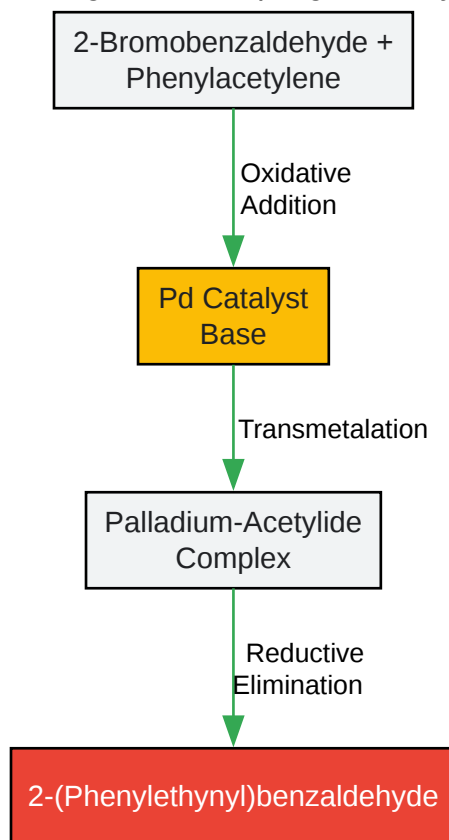 2-Bromobenzaldehyde +
Phenylacetylene
Oxidative
Addition
Pd Catalyst
Base
Transmetalation
Palladium-Acetylide
Complex
Reductive
Elimination
2-(Phenylethynyl)benzaldehyde